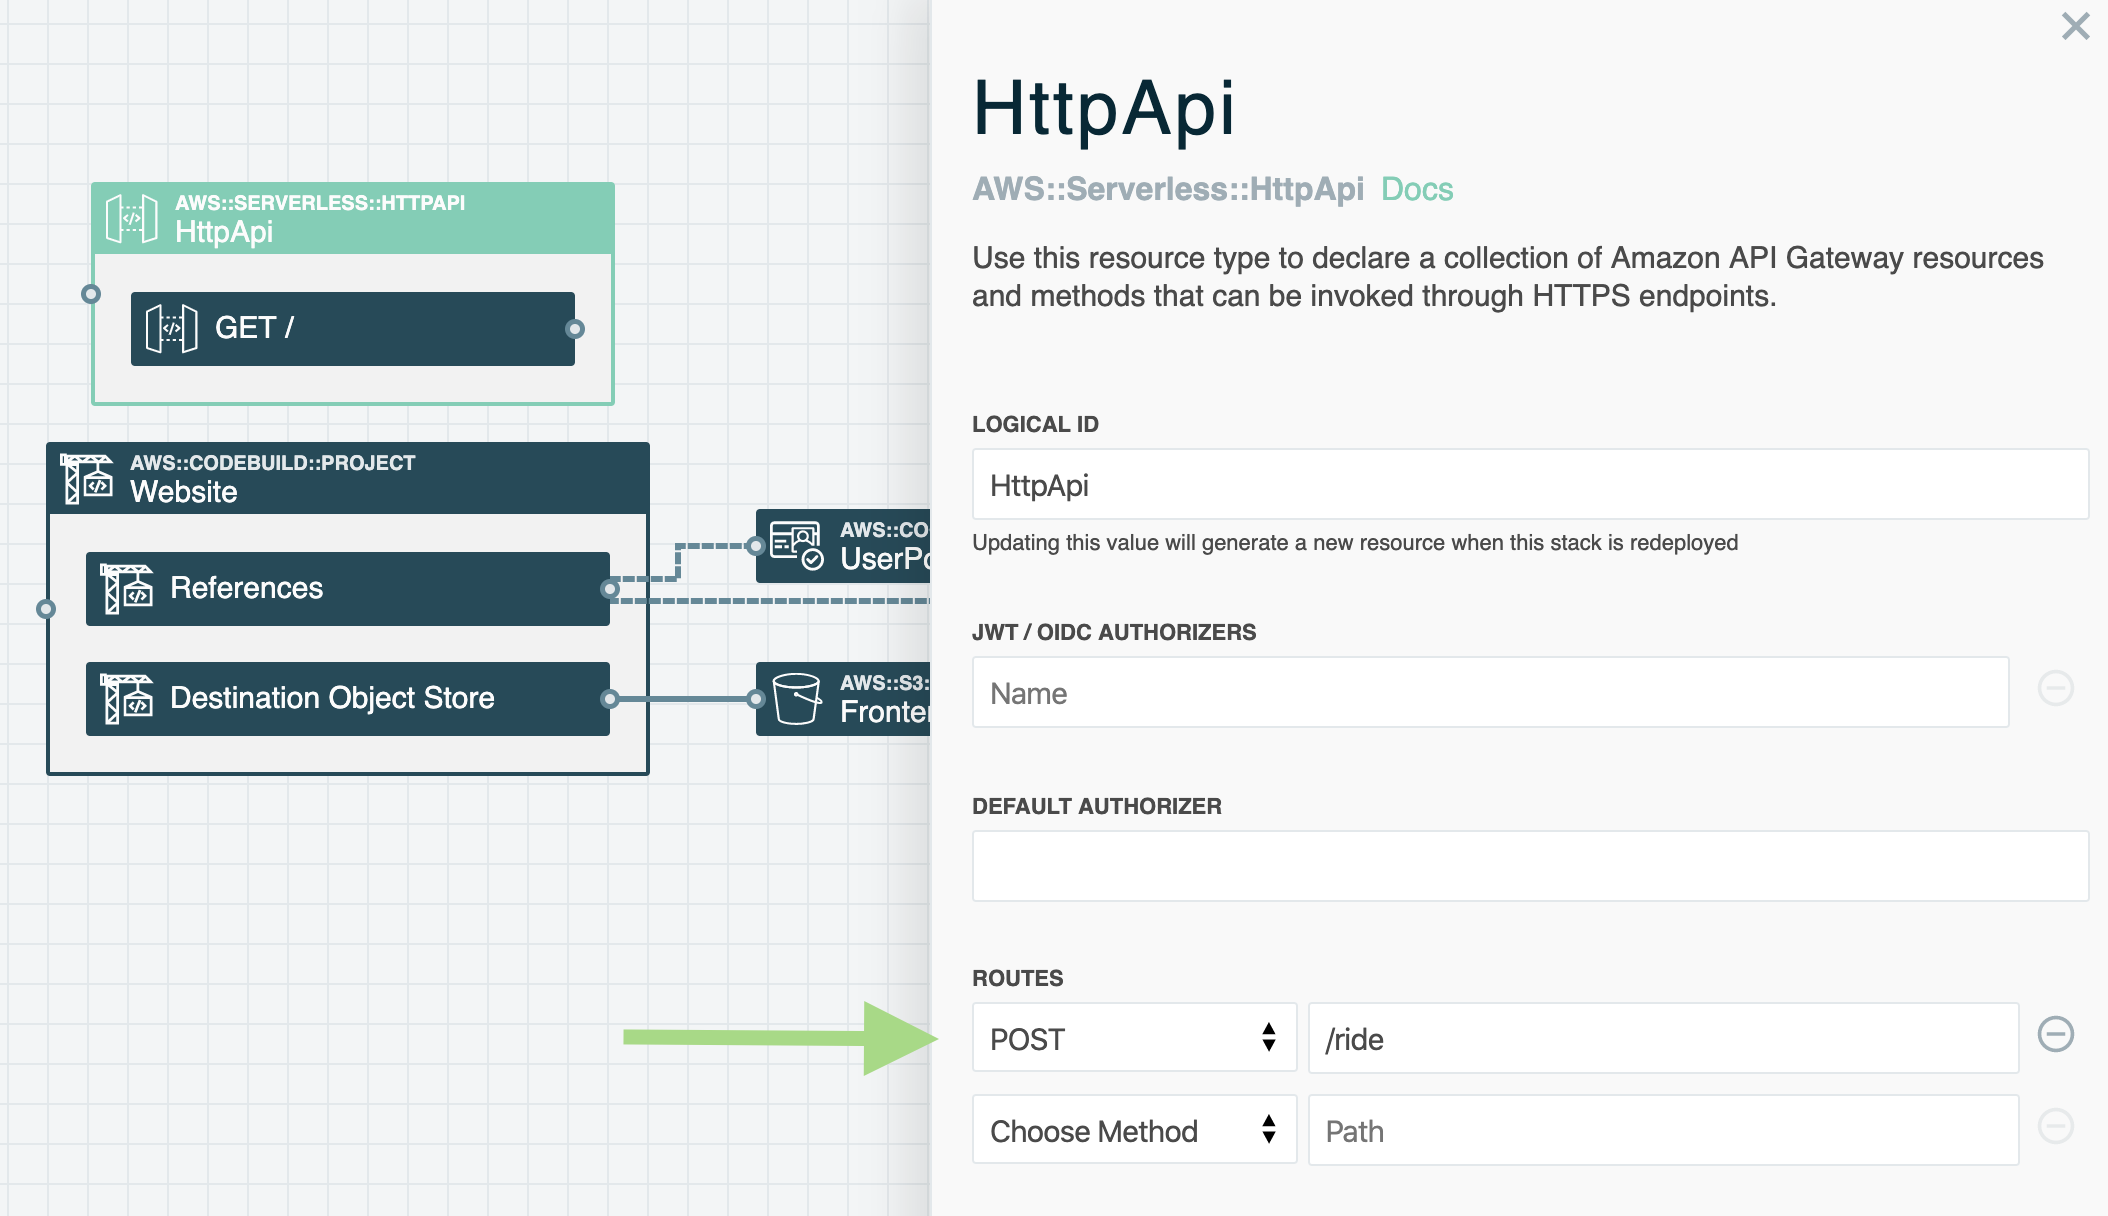 AWS::SERVERLESS::HTTPAPI
HttpApi
GET /
AWS::CODEBUILD::PROJECT
Website
References
Destination Object Store
AWS::CO
UserPo
AWS::S3:
Fronte
HttpApi
AWS::Serverless::HttpApi Docs
Use this resource type to declare a collection of Amazon API Gateway resources
and methods that can be invoked through HTTPS endpoints.
LOGICAL ID
HttpApi
Updating this value will generate a new resource when this stack is redeployed
JWT / OIDC AUTHORIZERS
Name
DEFAULT AUTHORIZER
ROUTES
POST
/ride
Choose Method
Path